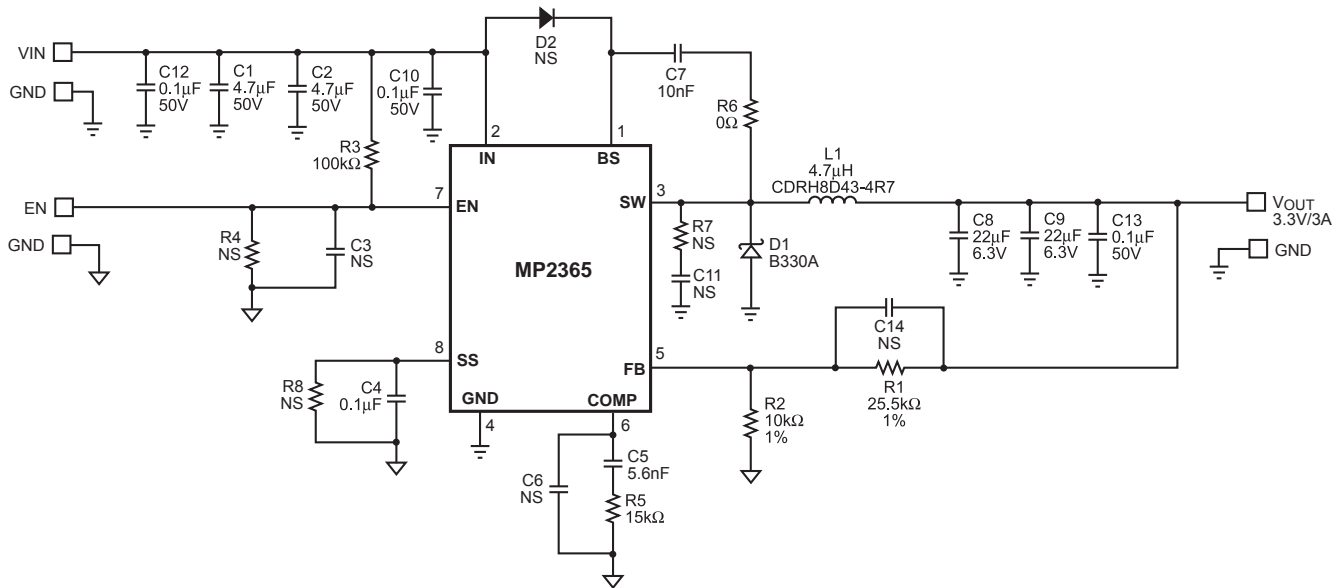 VIN
GND
C12
0.1µF
50V
C1
4.7µF
50V
C2
4.7µF
50V
C10
0.1µF
50V
D2
NS
C7
10nF
R6
0Ω
R3
100kΩ
2
IN
1
BS
L1
4.7µH
CDRH8D43-4R7
EN
GND
7
EN
3
SW
R4
NS
C3
NS
MP2365
R7
NS
C11
NS
D1
B330A
C8
22µF
6.3V
C9
22µF
6.3V
C13
0.1µF
50V
VOUT
3.3V/3A
GND
C14
NS
R1
25.5kΩ
1%
8
SS
5
FB
R8
NS
C4
0.1µF
GND
4
COMP
6
R2
10kΩ
1%
C6
NS
C5
5.6nF
R5
15kΩ